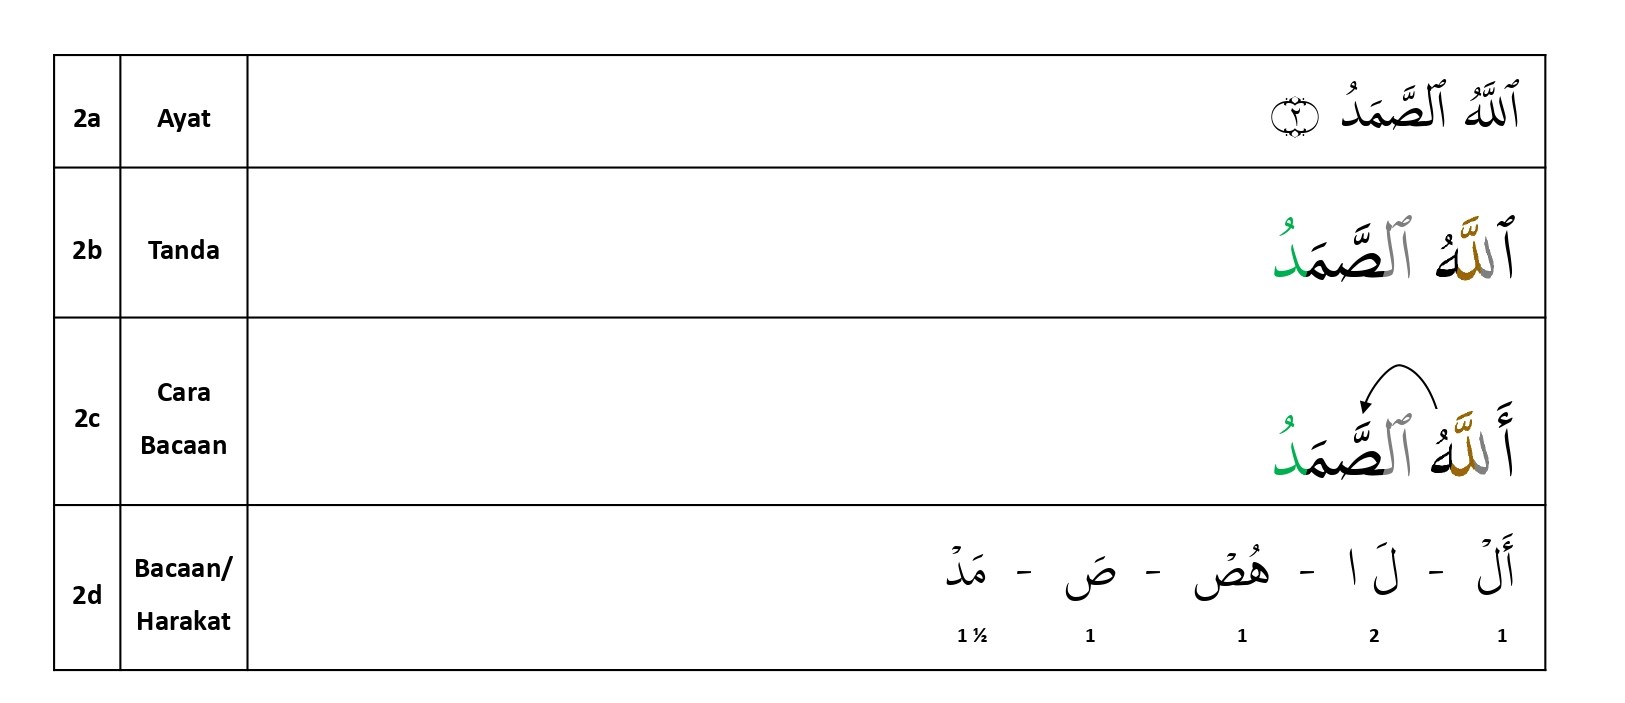 2a Ayat ٱللَّهُ ٱلصَّمَدُ ٢
2b Tanda ٱللَّهُ ٱلصَّمَدُ
2c Cara Bacaan أَللَّهُ ٱلصَّمَدُ
2d Bacaan/ Harakat أَلْ - لَ ا - هُصْ - صَ - مَدْ
1 2 1 1 1 ½